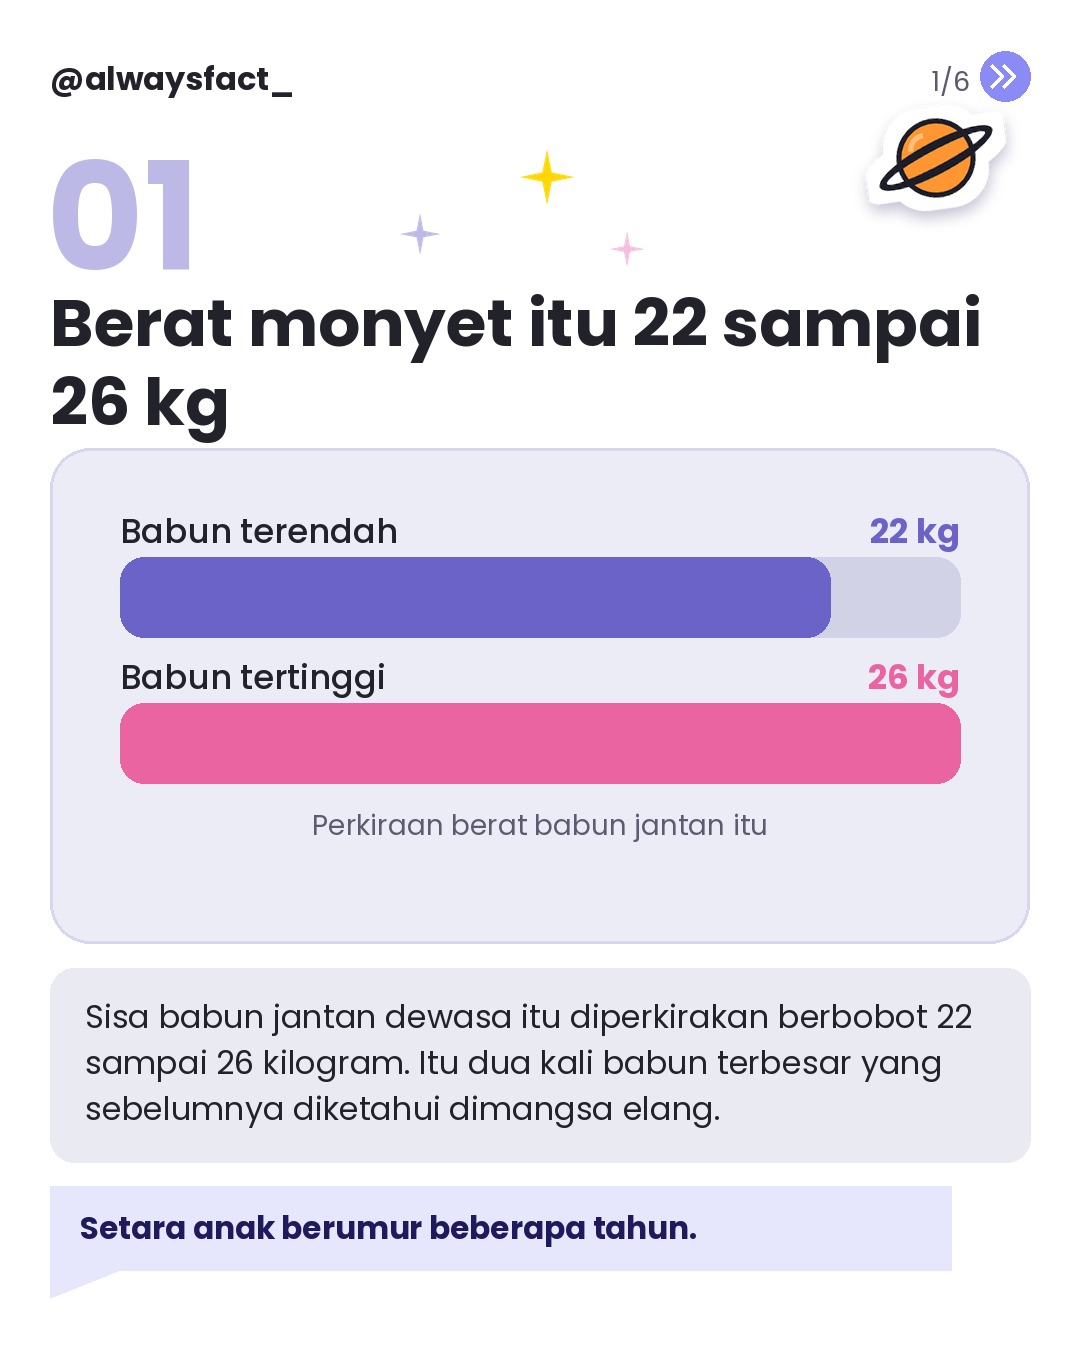 @alwaysfact_
1/6
01
Berat monyet itu 22 sampai
26 kg
Babun terendah 22 kg
Babun tertinggi 26 kg
Perkiraan berat babun jantan itu
Sisa babun jantan dewasa itu diperkirakan berbobot 22
sampai 26 kilogram. Itu dua kali babun terbesar yang
sebelumnya diketahui dimangsa elang.
Setara anak berumur beberapa tahun.